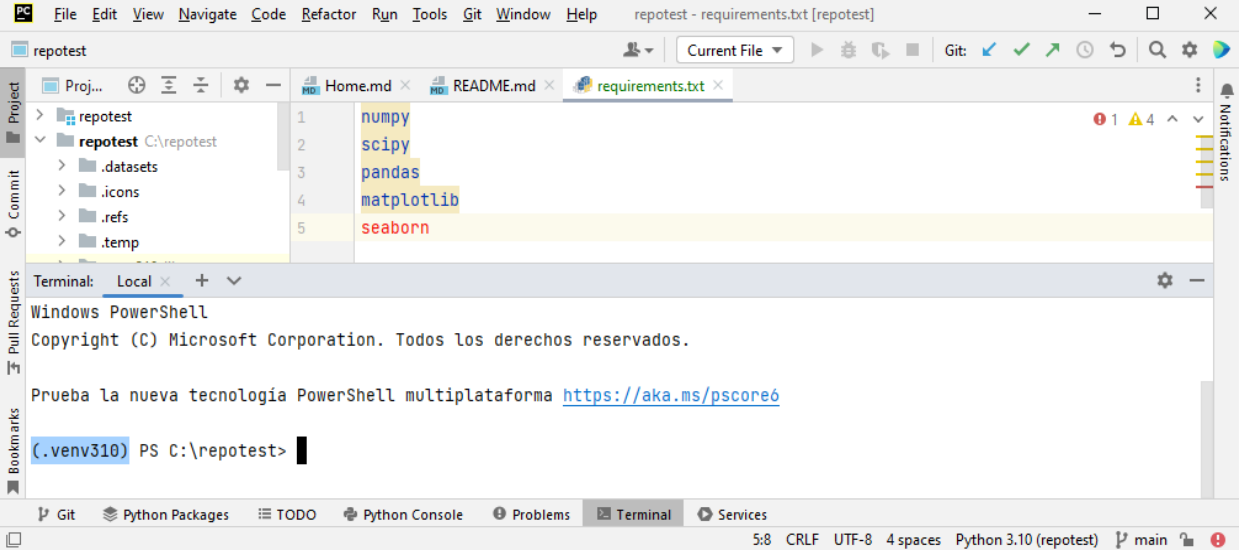 PC File Edit View Navigate Code Refactor Run Tools Git Window Help repotest - requirements.txt [repotest]
repotest Current File Git:
Project Proj... Home.md README.md requirements.txt
repotest
repotest C:\repotest
.datasets
.icons
.refs
.temp
1 numpy
2 scipy
3 pandas
4 matplotlib
5 seaborn
1 4
Notifications
Commit
Pull Requests
Bookmarks
Terminal: Local
Windows PowerShell
Copyright (C) Microsoft Corporation. Todos los derechos reservados.
Prueba la nueva tecnología PowerShell multiplataforma https://aka.ms/pscore6
(.venv310) PS C:\repotest>
Git Python Packages TODO Python Console Problems Terminal Services
5:8 CRLF UTF-8 4 spaces Python 3.10 (repotest) main